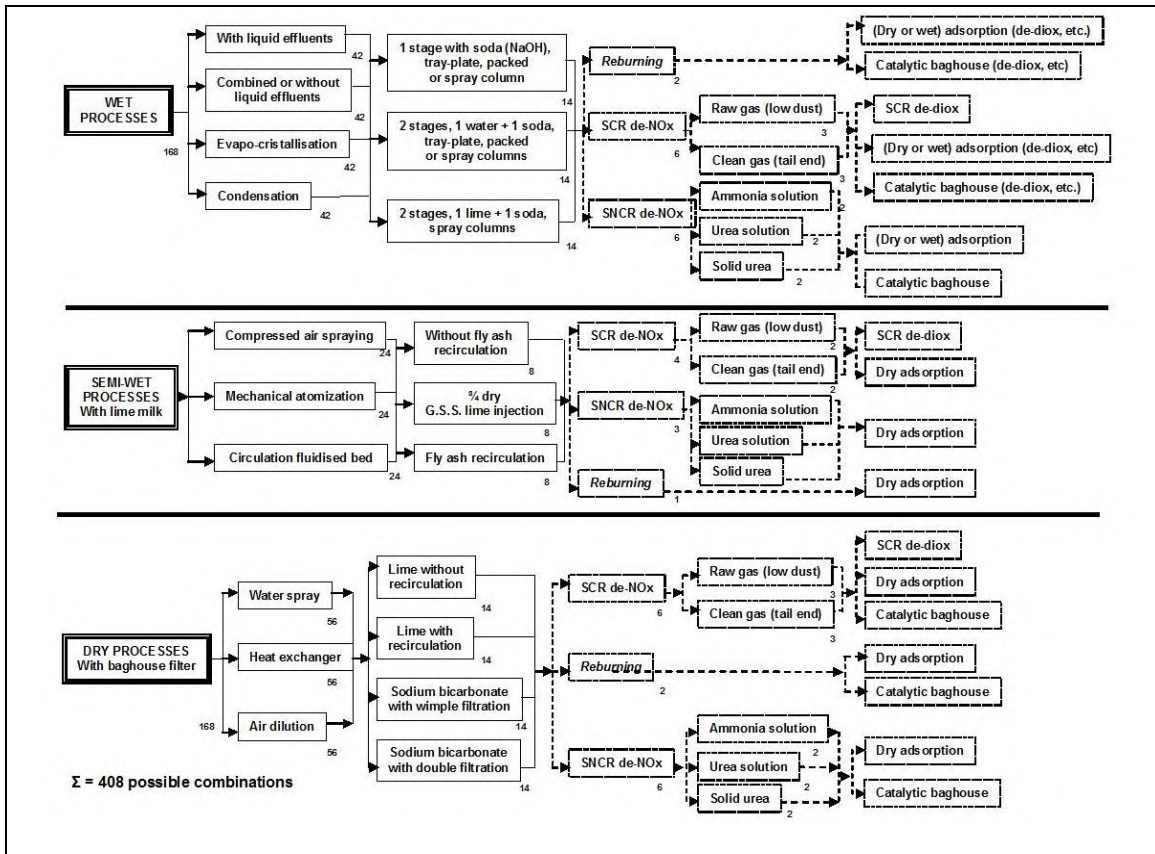 WET
PROCESSES
168
With liquid effluents
42
Combined or without
liquid effluents
42
Evapo-cristallisation
42
Condensation
42
1 stage with soda (NaOH),
tray-plate, packed
or spray column
14
2 stages, 1 water + 1 soda,
tray-plate, packed
or spray columns
14
2 stages, 1 lime + 1 soda,
spray columns
14
Reburning
2
SCR de-NOx
6
SNCR de-NOx
6
Raw gas (low dust)
3
Clean gas (tail end)
3
Ammonia solution
2
Urea solution
2
Solid urea
2
(Dry or wet) adsorption (de-diox, etc.)
Catalytic baghouse (de-diox, etc)
SCR de-diox
(Dry or wet) adsorption (de-diox, etc)
Catalytic baghouse (de-diox, etc.)
(Dry or wet) adsorption
Catalytic baghouse
SEMI-WET
PROCESSES
With lime milk
Compressed air spraying
24
Mechanical atomization
24
Circulation fluidised bed
24
Without fly ash
recirculation
8
¾ dry
G.S.S. lime injection
8
Fly ash recirculation
8
SCR de-NOx
4
SNCR de-NOx
3
Reburning
1
Raw gas (low dust)
2
Clean gas (tail end)
2
Ammonia solution
Urea solution
Solid urea
SCR de-diox
Dry adsorption
Dry adsorption
Dry adsorption
DRY PROCESSES
With baghouse filter
168
Water spray
56
Heat exchanger
56
Air dilution
56
Lime without
recirculation
14
Lime with
recirculation
14
Sodium bicarbonate
with wimple filtration
14
Sodium bicarbonate
with double filtration
14
SCR de-NOx
6
Reburning
2
SNCR de-NOx
6
Raw gas (low dust)
3
Clean gas (tail end)
3
Ammonia solution
2
Urea solution
2
Solid urea
2
SCR de-diox
Dry adsorption
Catalytic baghouse
Dry adsorption
Catalytic baghouse
Dry adsorption
Catalytic baghouse
Σ = 408 possible combinations